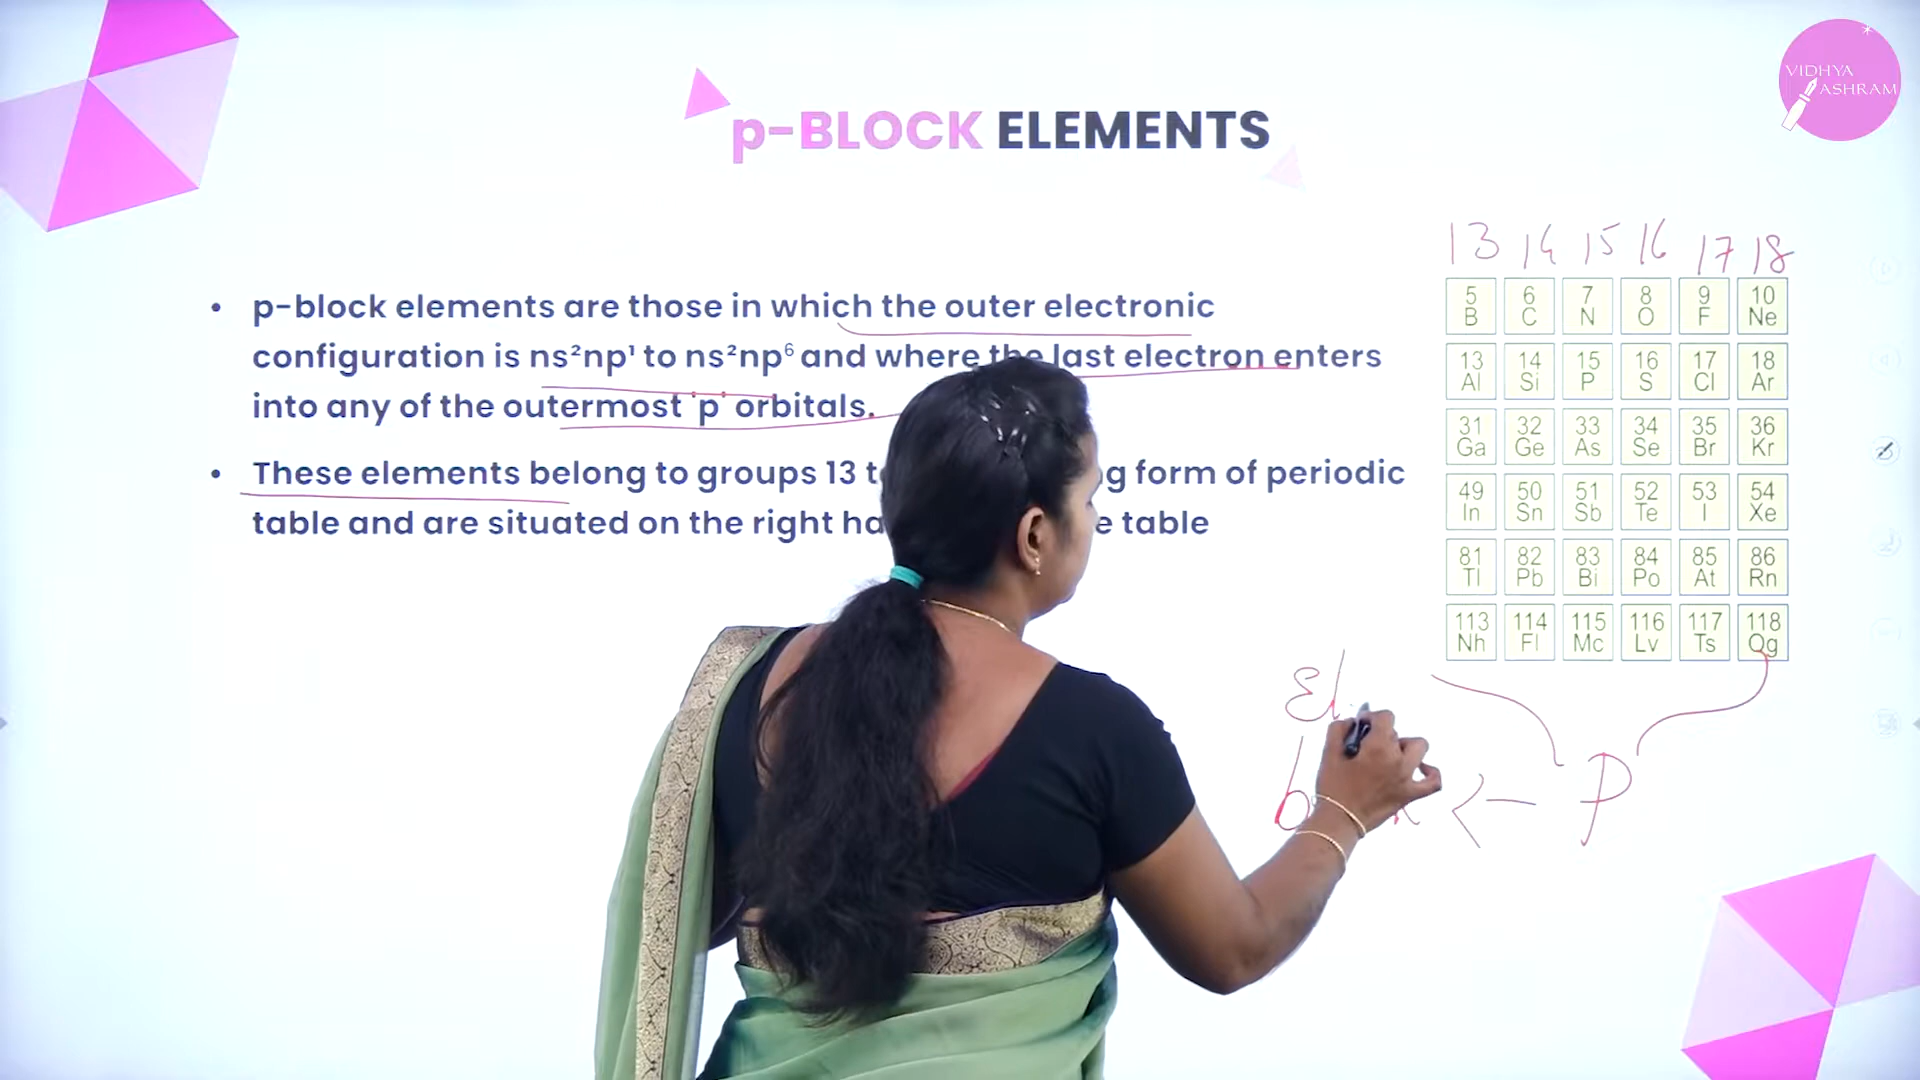 VIDHYA
ASHRAM
p-BLOCK ELEMENTS
13 14 15 16 17 18
• p-block elements are those in which the outer electronic
configuration is ns²np¹ to ns²np⁶ and where the last electron enters
into any of the outermost 'p' orbitals.
• These elements belong to groups 13 form of periodic
table and are situated on the right table
5 6 7 8 9 10
B C N O F Ne
13 14 15 16 17 18
Al Si P S Cl Ar
31 32 33 34 35 36
Ga Ge As Se Br Kr
49 50 51 52 53 54
In Sn Sb Te I Xe
81 82 83 84 85 86
Tl Pb Bi Po At Rn
113 114 115 116 117 118
Nh Fl Mc Lv Ts Og
El
P